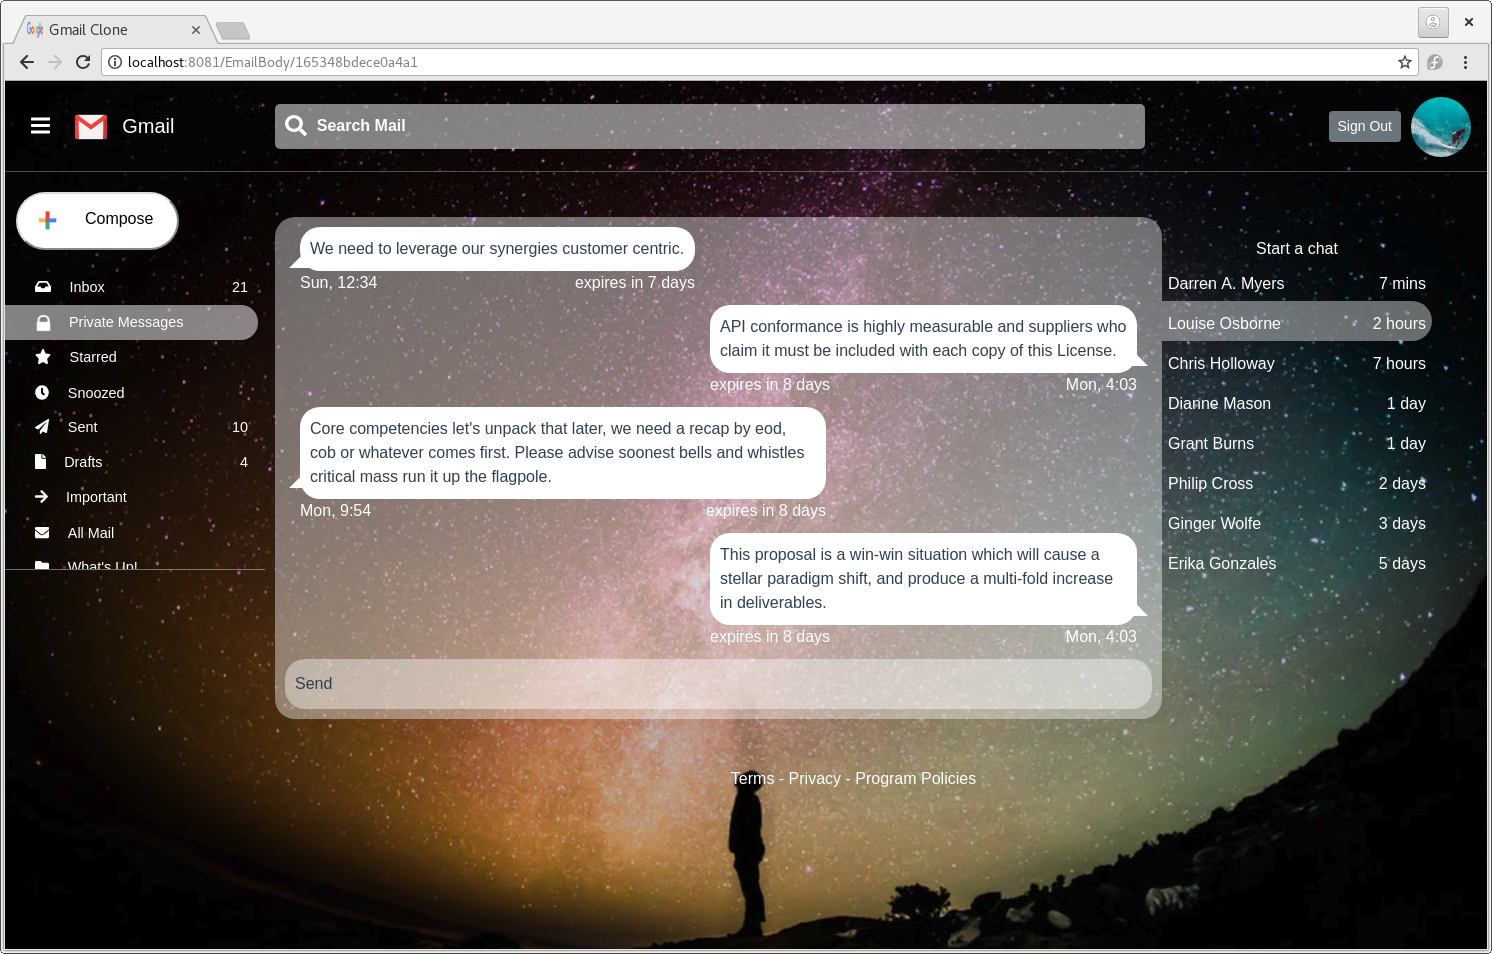 Gmail Clone
localhost:8081/EmailBody/165348bdece0a4a1
Gmail
Search Mail
Sign Out
Compose
Inbox 21
Private Messages
Starred
Snoozed
Sent 10
Drafts 4
Important
All Mail
What's Up!
We need to leverage our synergies customer centric.
Sun, 12:34 expires in 7 days
API conformance is highly measurable and suppliers who
claim it must be included with each copy of this License.
expires in 8 days Mon, 4:03
Core competencies let's unpack that later, we need a recap by eod,
cob or whatever comes first. Please advise soonest bells and whistles
critical mass run it up the flagpole.
Mon, 9:54 expires in 8 days
This proposal is a win-win situation which will cause a
stellar paradigm shift, and produce a multi-fold increase
in deliverables.
expires in 8 days Mon, 4:03
Send
Start a chat
Darren A. Myers 7 mins
Louise Osborne 2 hours
Chris Holloway 7 hours
Dianne Mason 1 day
Grant Burns 1 day
Philip Cross 2 days
Ginger Wolfe 3 days
Erika Gonzales 5 days
Terms - Privacy - Program Policies